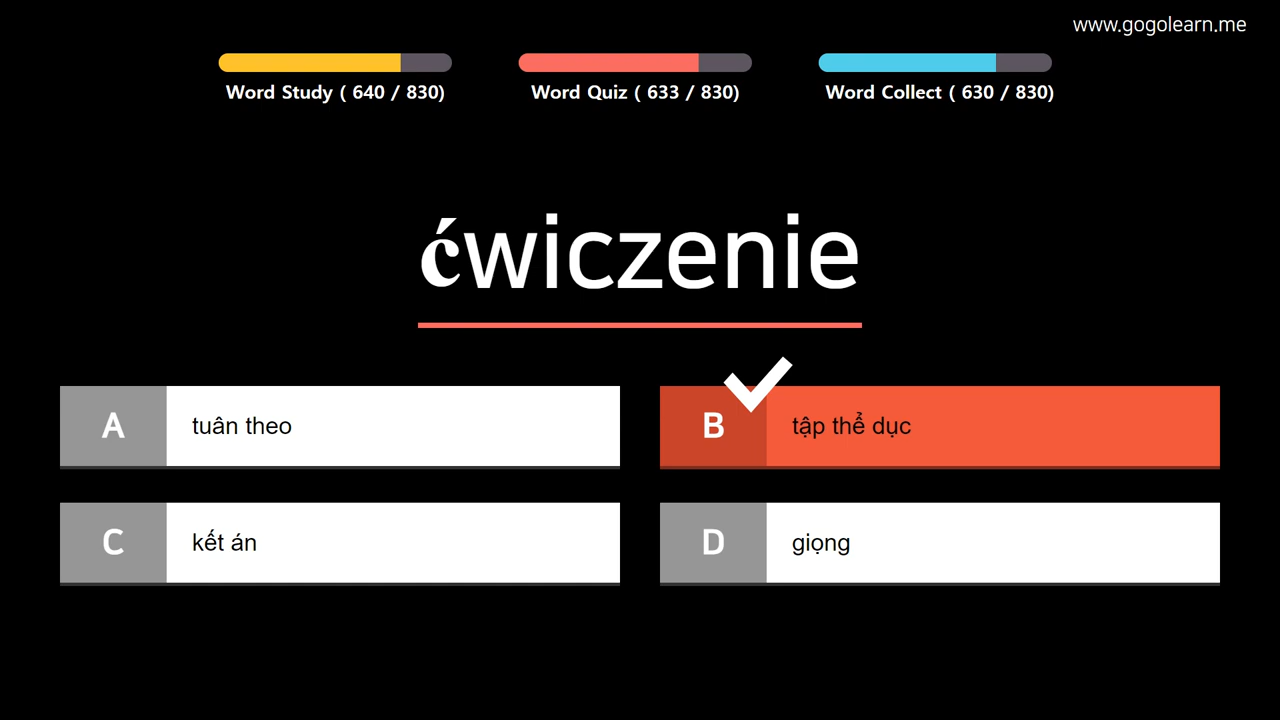 www.gogolearn.me
Word Study ( 640 / 830)
Word Quiz ( 633 / 830)
Word Collect ( 630 / 830)
ćwiczenie
A tuân theo
B tập thể dục
C kết án
D giọng